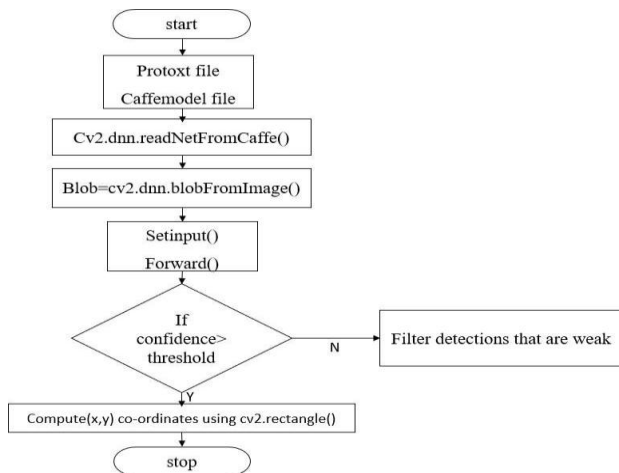 start
Protoxt file
Caffemodel file
Cv2.dnn.readNetFromCaffe()
Blob=cv2.dnn.blobFromImage()
Setinput()
Forward()
If
confidence>
threshold
N
Filter detections that are weak
Y
Compute(x,y) co-ordinates using cv2.rectangle()
stop